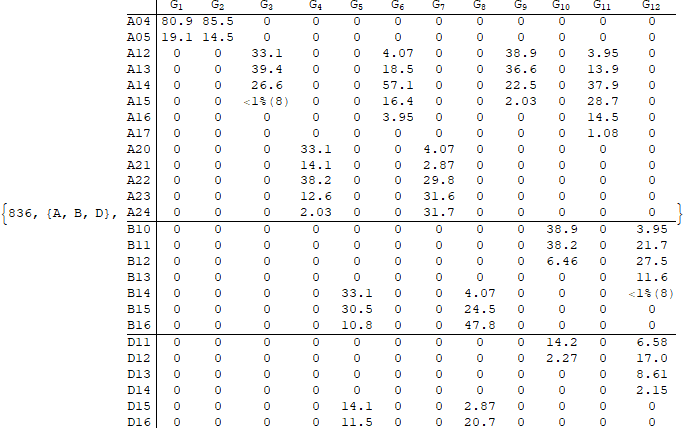 G1 G2 G3 G4 G5 G6 G7 G8 G9 G10 G11 G12
A04 80.9 85.5 0 0 0 0 0 0 0 0 0 0
A05 19.1 14.5 0 0 0 0 0 0 0 0 0 0
A12 0 0 33.1 0 0 4.07 0 0 38.9 0 3.95 0
A13 0 0 39.4 0 0 18.5 0 0 36.6 0 13.9 0
A14 0 0 26.6 0 0 57.1 0 0 22.5 0 37.9 0
A15 0 0 <1%(8) 0 0 16.4 0 0 2.03 0 28.7 0
A16 0 0 0 0 0 3.95 0 0 0 0 14.5 0
A17 0 0 0 0 0 0 0 0 0 0 1.08 0
A20 0 0 0 33.1 0 0 4.07 0 0 0 0 0
A21 0 0 0 14.1 0 0 2.87 0 0 0 0 0
A22 0 0 0 38.2 0 0 29.8 0 0 0 0 0
A23 0 0 0 12.6 0 0 31.6 0 0 0 0 0
{836, {A, B, D}, A24 0 0 0 2.03 0 0 31.7 0 0 0 0 0 }
B10 0 0 0 0 0 0 0 0 0 38.9 0 3.95
B11 0 0 0 0 0 0 0 0 0 38.2 0 21.7
B12 0 0 0 0 0 0 0 0 0 6.46 0 27.5
B13 0 0 0 0 0 0 0 0 0 0 0 11.6
B14 0 0 0 0 33.1 0 0 4.07 0 0 0 <1%(8)
B15 0 0 0 0 30.5 0 0 24.5 0 0 0 0
B16 0 0 0 0 10.8 0 0 47.8 0 0 0 0
D11 0 0 0 0 0 0 0 0 0 14.2 0 6.58
D12 0 0 0 0 0 0 0 0 0 2.27 0 17.0
D13 0 0 0 0 0 0 0 0 0 0 0 8.61
D14 0 0 0 0 0 0 0 0 0 0 0 2.15
D15 0 0 0 0 14.1 0 0 2.87 0 0 0 0
D16 0 0 0 0 11.5 0 0 20.7 0 0 0 0